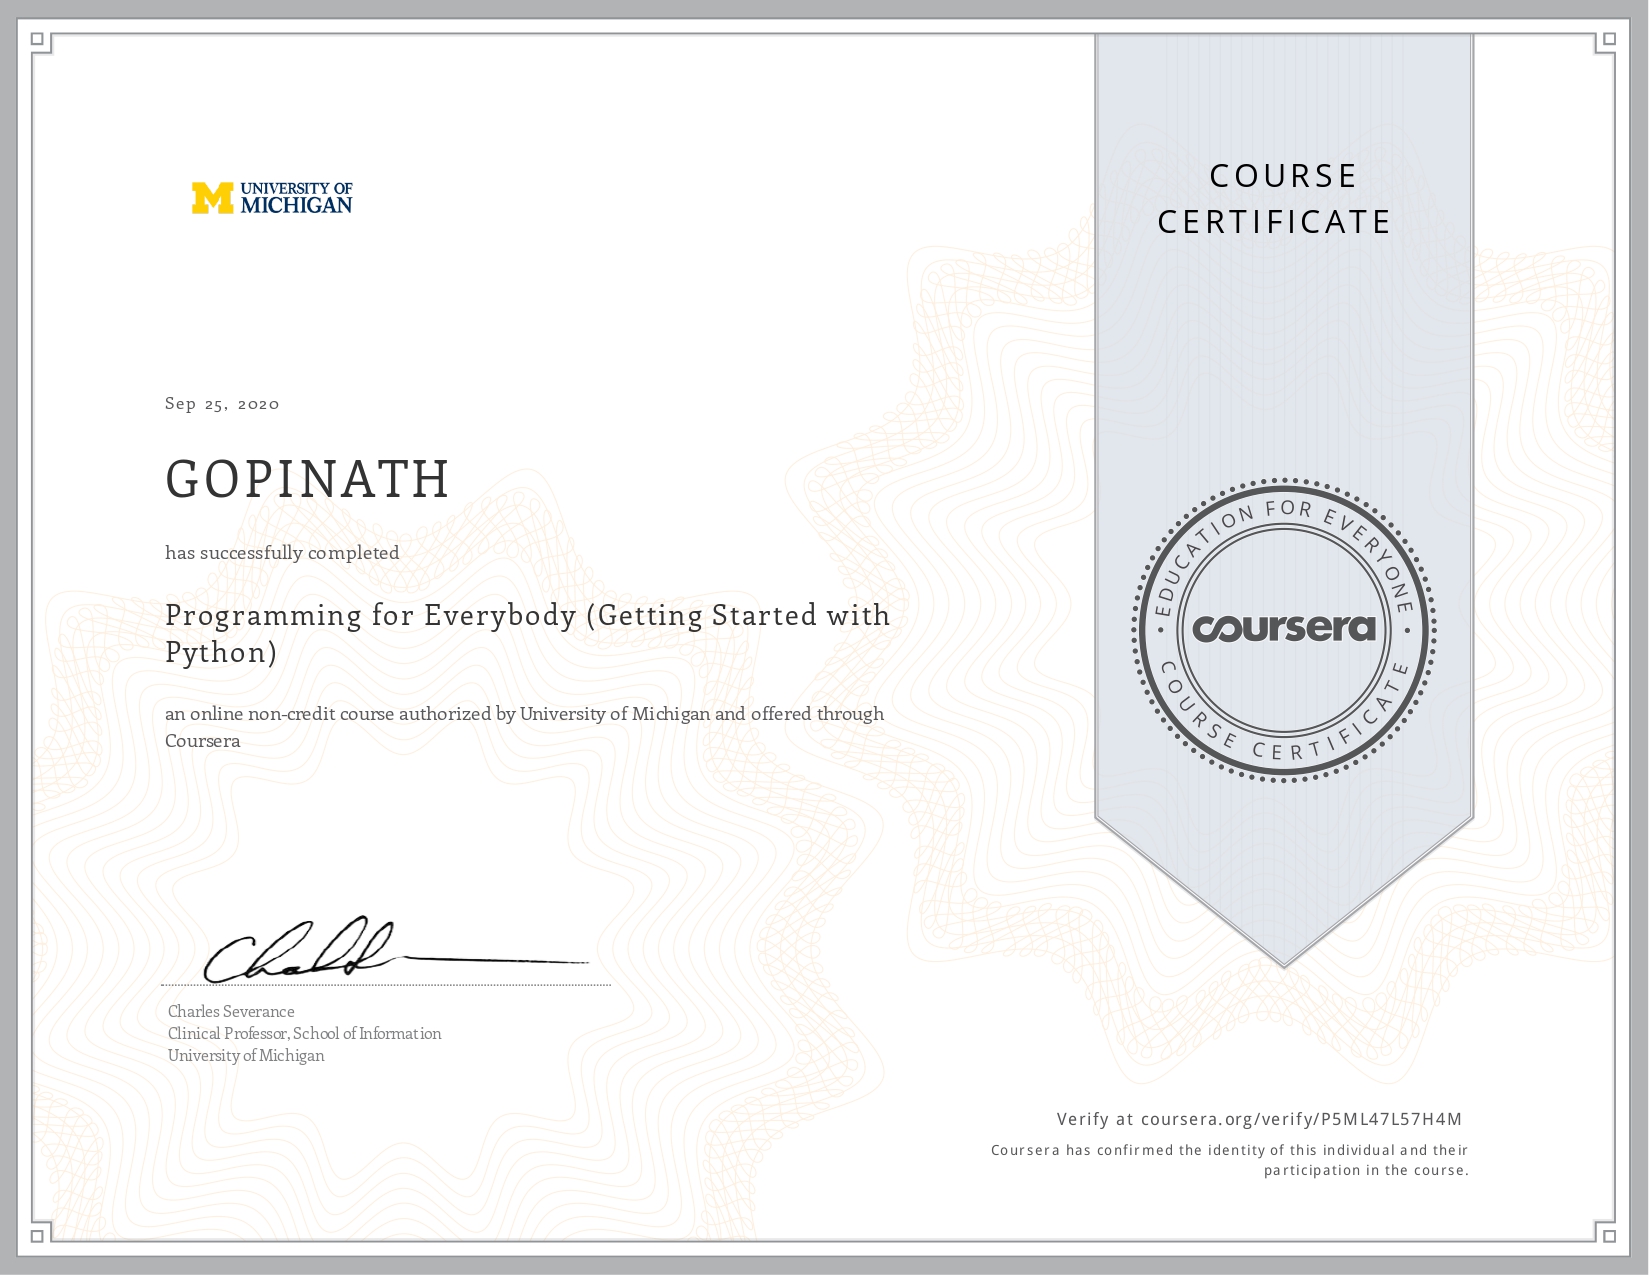 UNIVERSITY OF
MICHIGAN
COURSE
CERTIFICATE
Sep 25, 2020
GOPINATH
has successfully completed
Programming for Everybody (Getting Started with
Python)
an online non-credit course authorized by University of Michigan and offered through
Coursera
EDUCATION FOR EVERYONE
coursera
COURSE CERTIFICATE
Charles Severance
Clinical Professor, School of Information
University of Michigan
Verify at coursera.org/verify/P5ML47L57H4M
Coursera has confirmed the identity of this individual and their
participation in the course.